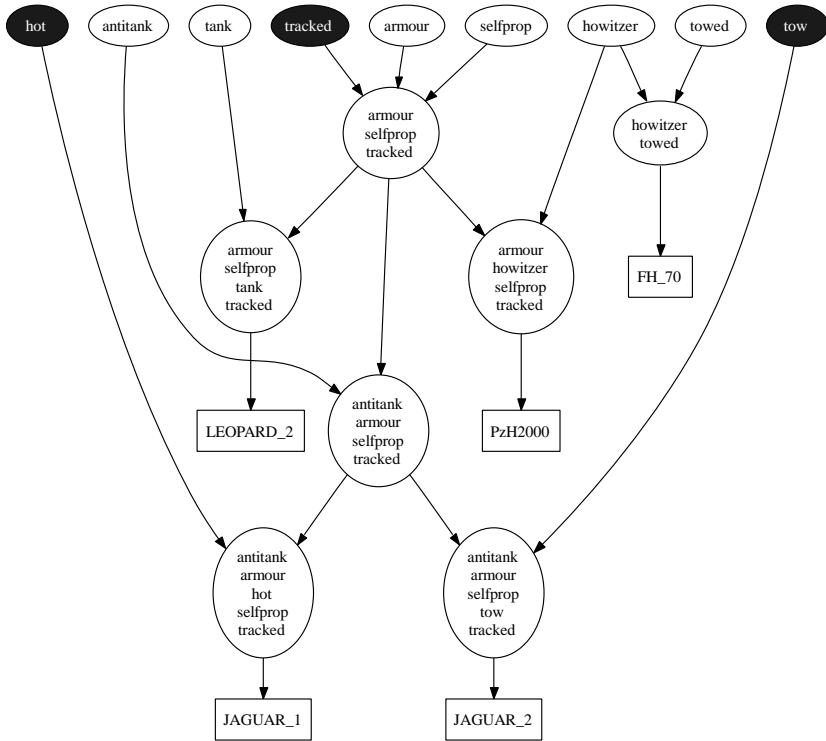 hot
antitank
tank
tracked
armour
selfprop
howitzer
towed
tow
armour
selfprop
tracked
howitzer
towed
armour
selfprop
tank
tracked
armour
howitzer
selfprop
tracked
FH_70
antitank
armour
selfprop
tracked
LEOPARD_2
PzH2000
antitank
armour
hot
selfprop
tracked
antitank
armour
selfprop
tow
tracked
JAGUAR_1
JAGUAR_2